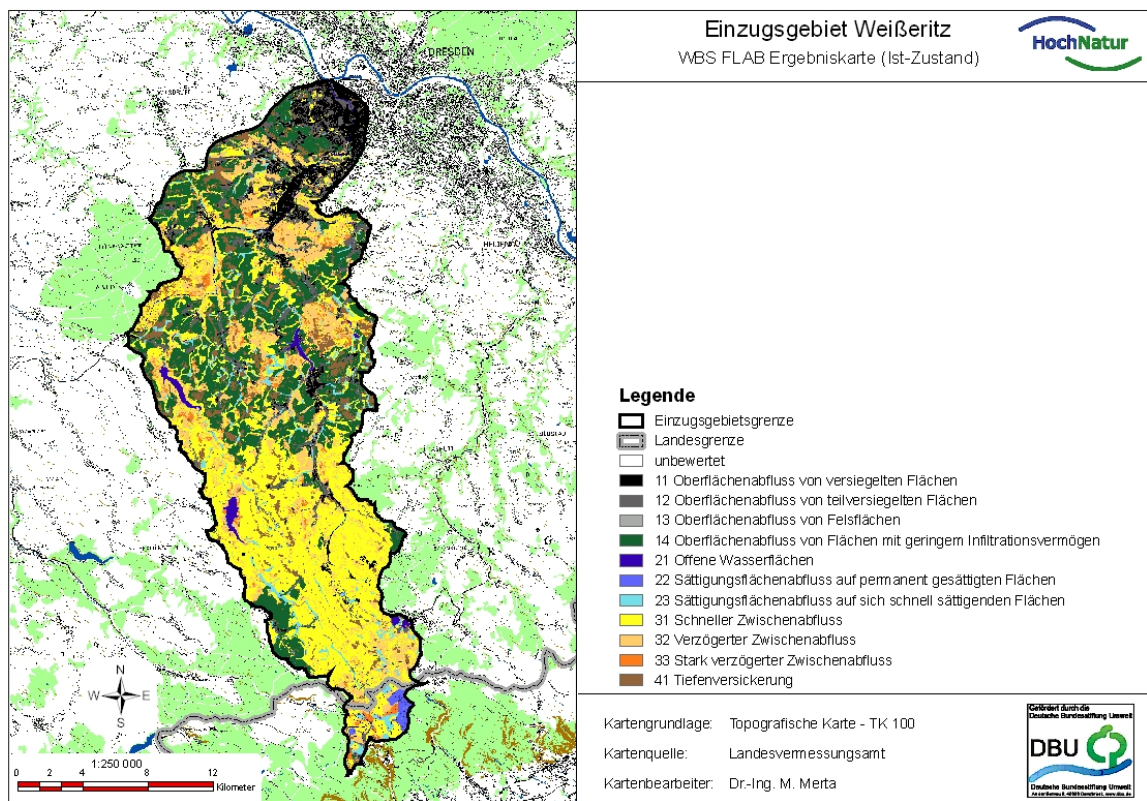 Einzugsgebiet Weißeritz
WBS FLAB Ergebniskarte (Ist-Zustand)
HochNatur
DRESDEN
N
W E
S
1:250 000
0 2 4 8 12
Kilometer
Legende
Einzugsgebietsgrenze
Landesgrenze
unbewertet
11 Oberflächenabfluss von versiegelten Flächen
12 Oberflächenabfluss von teilversiegelten Flächen
13 Oberflächenabfluss von Felsflächen
14 Oberflächenabfluss von Flächen mit geringem Infiltrationsvermögen
21 Offene Wasserflächen
22 Sättigungsflächenabfluss auf permanent gesättigten Flächen
23 Sättigungsflächenabfluss auf sich schnell sättigenden Flächen
31 Schneller Zwischenabfluss
32 Verzögerter Zwischenabfluss
33 Stark verzögerter Zwischenabfluss
41 Tiefenversickerung
Kartengrundlage: Topografische Karte - TK 100
Kartenquelle: Landesvermessungsamt
Kartenbearbeiter: Dr.-Ing. M. Merta
Gefördert durch die
Deutsche Bundesstiftung Umwelt
DBU
Deutsche Bundesstiftung Umwelt